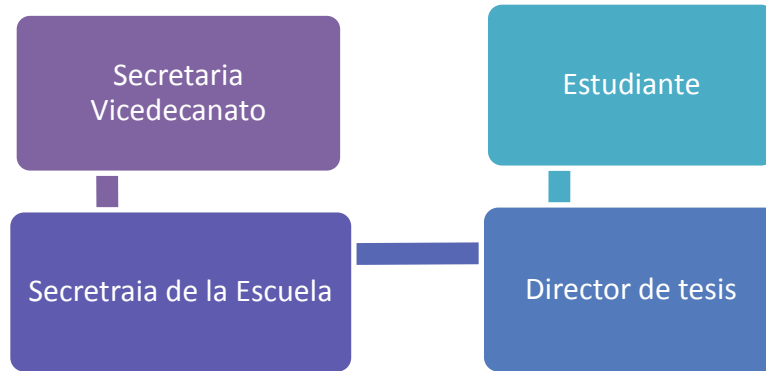 Secretaria
Vicedecanato
Estudiante
Secretraia de la Escuela
Director de tesis